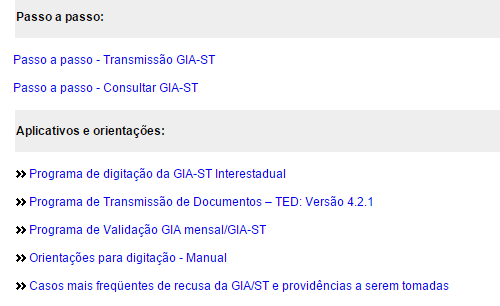 Passo a passo:
Passo a passo - Transmissão GIA-ST
Passo a passo - Consultar GIA-ST
Aplicativos e orientações:
Programa de digitação da GIA-ST Interestadual
Programa de Transmissão de Documentos – TED: Versão 4.2.1
Programa de Validação GIA mensal/GIA-ST
Orientações para digitação - Manual
Casos mais freqüentes de recusa da GIA/ST e providências a serem tomadas